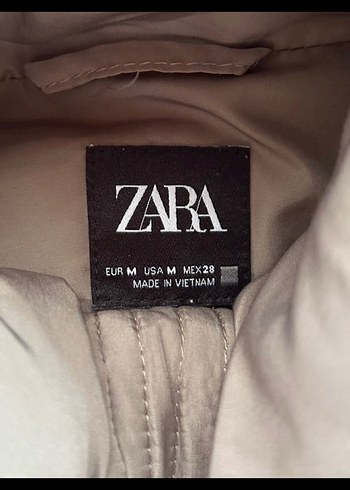 ZARA
EUR M USA M MEX 28
MADE IN VIETNAM